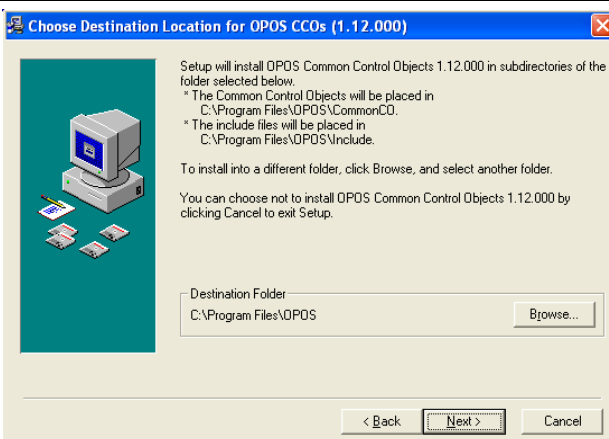 Choose Destination Location for OPOS CCOs (1.12.000)
Setup will install OPOS Common Control Objects 1.12.000 in subdirectories of the
folder selected below.
* The Common Control Objects will be placed in
C:\Program Files\OPOS\CommonCO.
* The include files will be placed in
C:\Program Files\OPOS\Include.
To install into a different folder, click Browse, and select another folder.
You can choose not to install OPOS Common Control Objects 1.12.000 by
clicking Cancel to exit Setup.
Destination Folder
C:\Program Files\OPOS
Browse...
< Back
Next >
Cancel